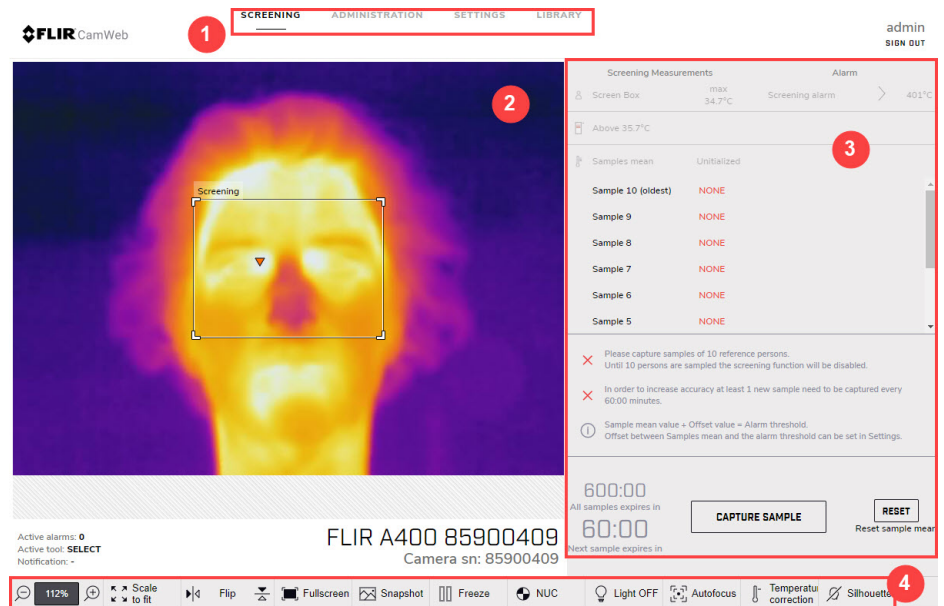 SCREENING ADMINISTRATION SETTINGS LIBRARY
1
FLIR CamWeb
admin
SIGN OUT
Screening Measurements Alarm
Screen Box max 34.7°C Screening alarm 401°C
2
Above 35.7°C
3
Samples mean Unitialized
Screening
Sample 10 (oldest) NONE
Sample 9 NONE
Sample 8 NONE
Sample 7 NONE
Sample 6 NONE
Sample 5 NONE
Please capture samples of 10 reference persons.
Until 10 persons are sampled the screening function will be disabled.
In order to increase accuracy at least 1 new sample need to be captured every
60:00 minutes.
Sample mean value + Offset value = Alarm threshold.
Offset between Samples mean and the alarm threshold can be set in Settings.
600:00
All samples expires in
60:00
Next sample expires in
CAPTURE SAMPLE
RESET
Reset sample mean
Active alarms: 0
Active tool: SELECT
Notification: -
FLIR A400 85900409
Camera sn: 85900409
4
112% Scale to fit Flip Fullscreen Snapshot Freeze NUC Light OFF Autofocus Temperatu correction Silhouette